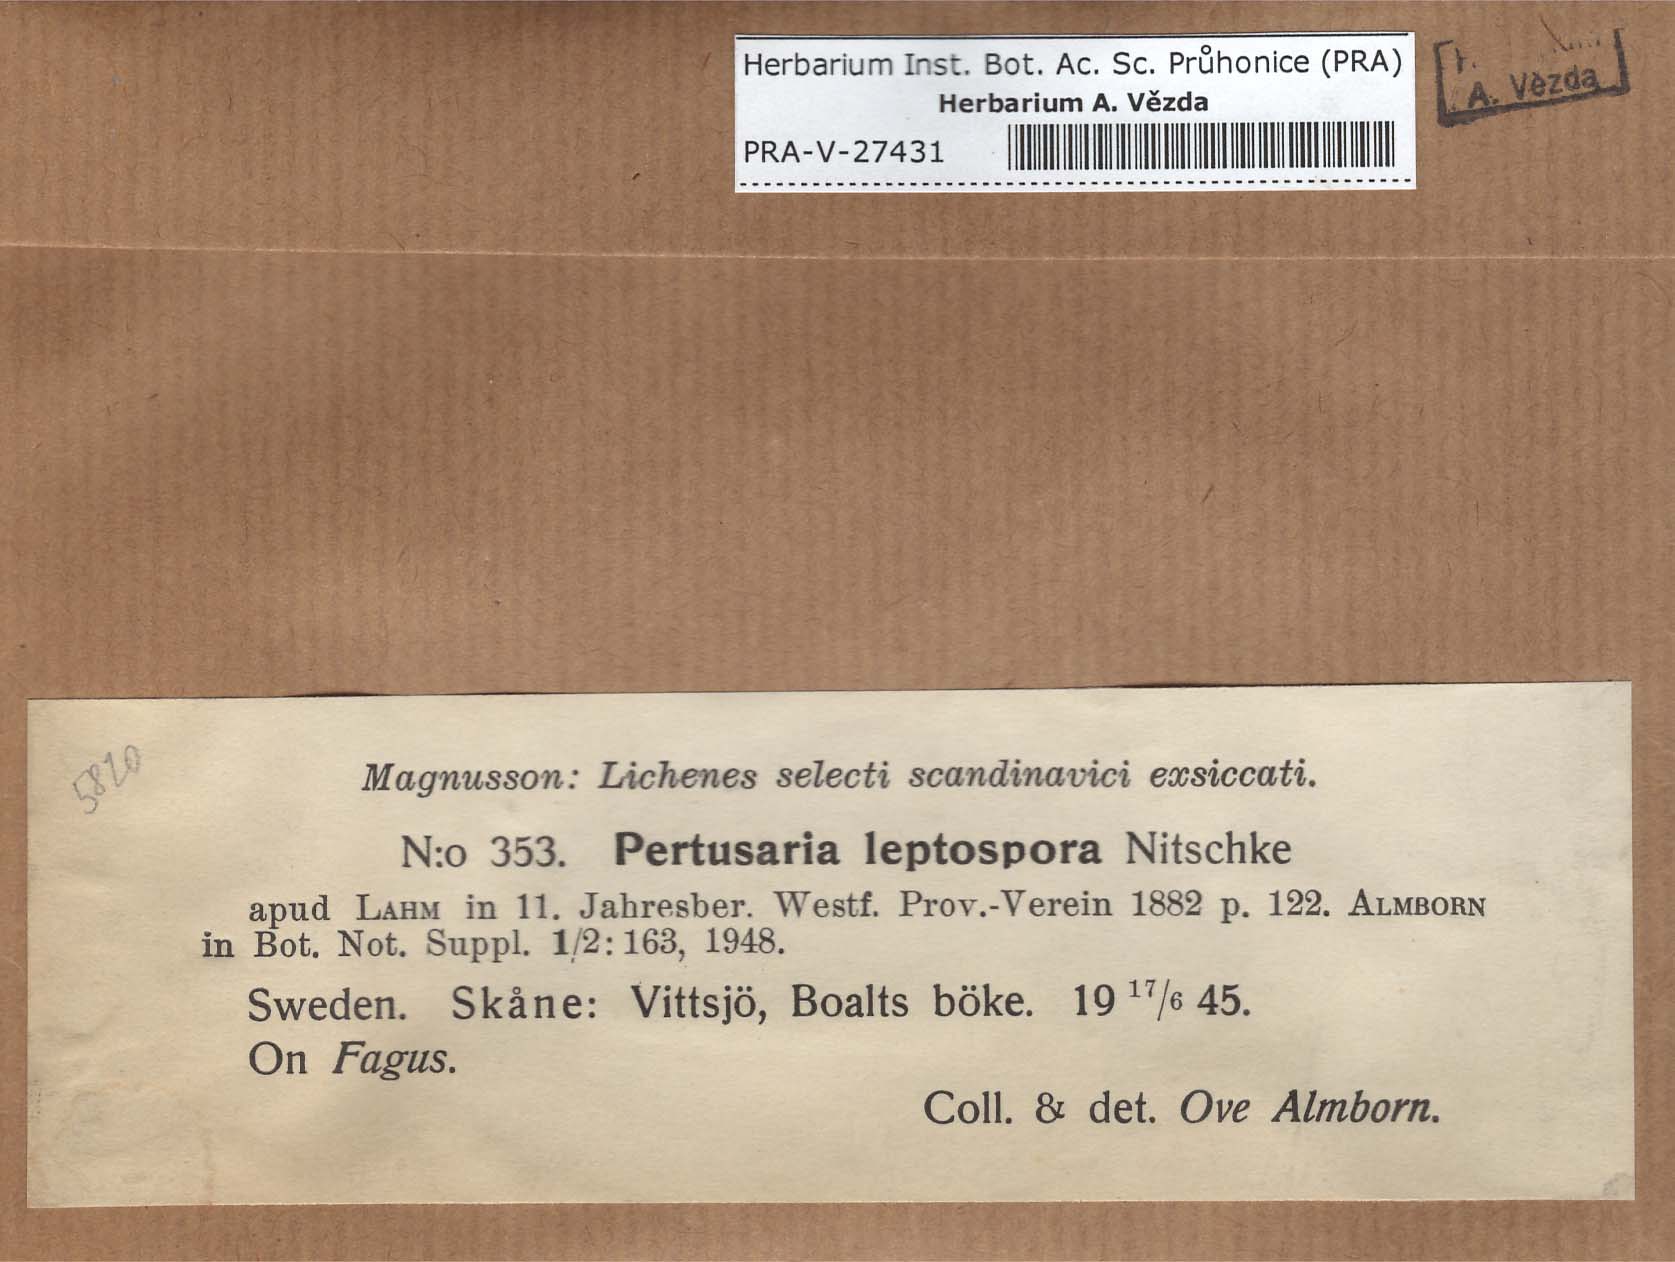 Herbarium Inst. Bot. Ac. Sc. Průhonice (PRA)
Herbarium A. Vězda
PRA-V-27431
A. Vězda
5820
Magnusson: Lichenes selecti scandinavici exsiccati.
N:o 353. Pertusaria leptospora Nitschke
apud LAHM in 11. Jahresber. Westf. Prov.-Verein 1882 p. 122. ALMBORN
in Bot. Not. Suppl. 1/2: 163, 1948.
Sweden. Skåne: Vittsjö, Boalts böke. 19 17/6 45.
On Fagus.
Coll. & det. Ove Almborn.